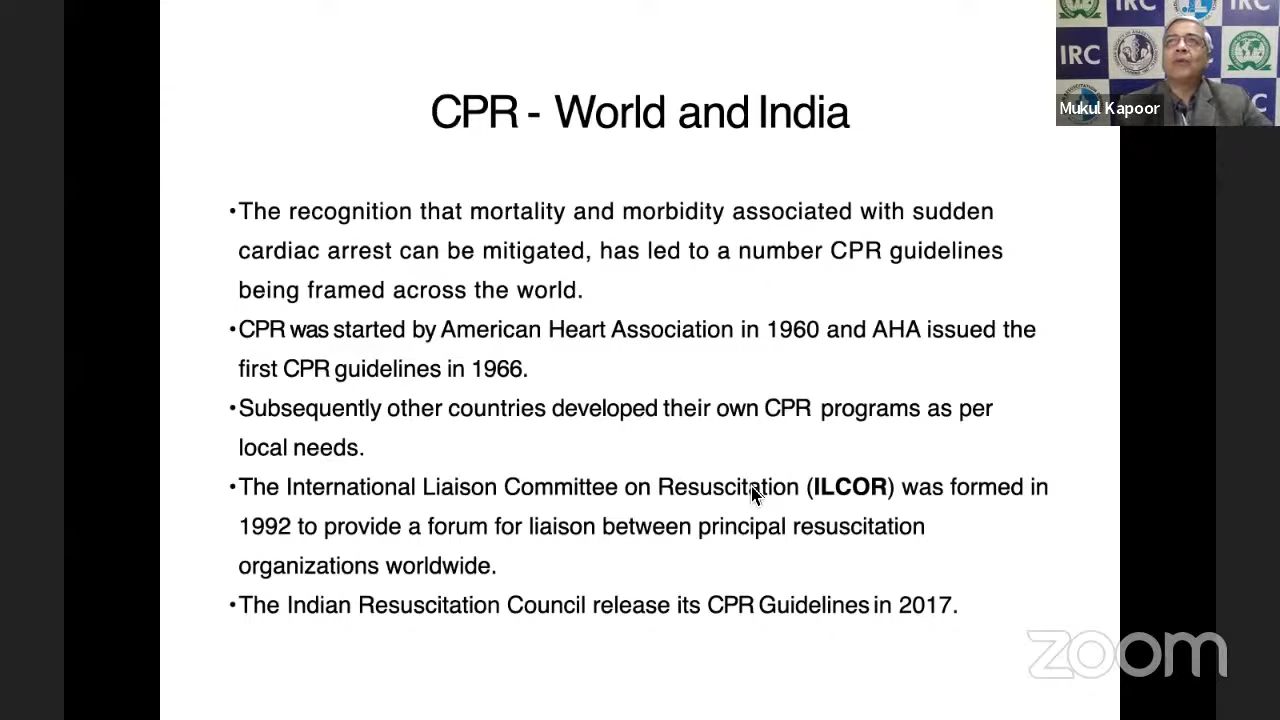 CPR - World and India
•The recognition that mortality and morbidity associated with sudden
cardiac arrest can be mitigated, has led to a number CPR guidelines
being framed across the world.
•CPR was started by American Heart Association in 1960 and AHA issued the
first CPR guidelines in 1966.
•Subsequently other countries developed their own CPR programs as per
local needs.
•The International Liaison Committee on Resuscitation (ILCOR) was formed in
1992 to provide a forum for liaison between principal resuscitation
organizations worldwide.
•The Indian Resuscitation Council release its CPR Guidelines in 2017.
IRC
IRC
IRC
Mukul Kapoor
zoom